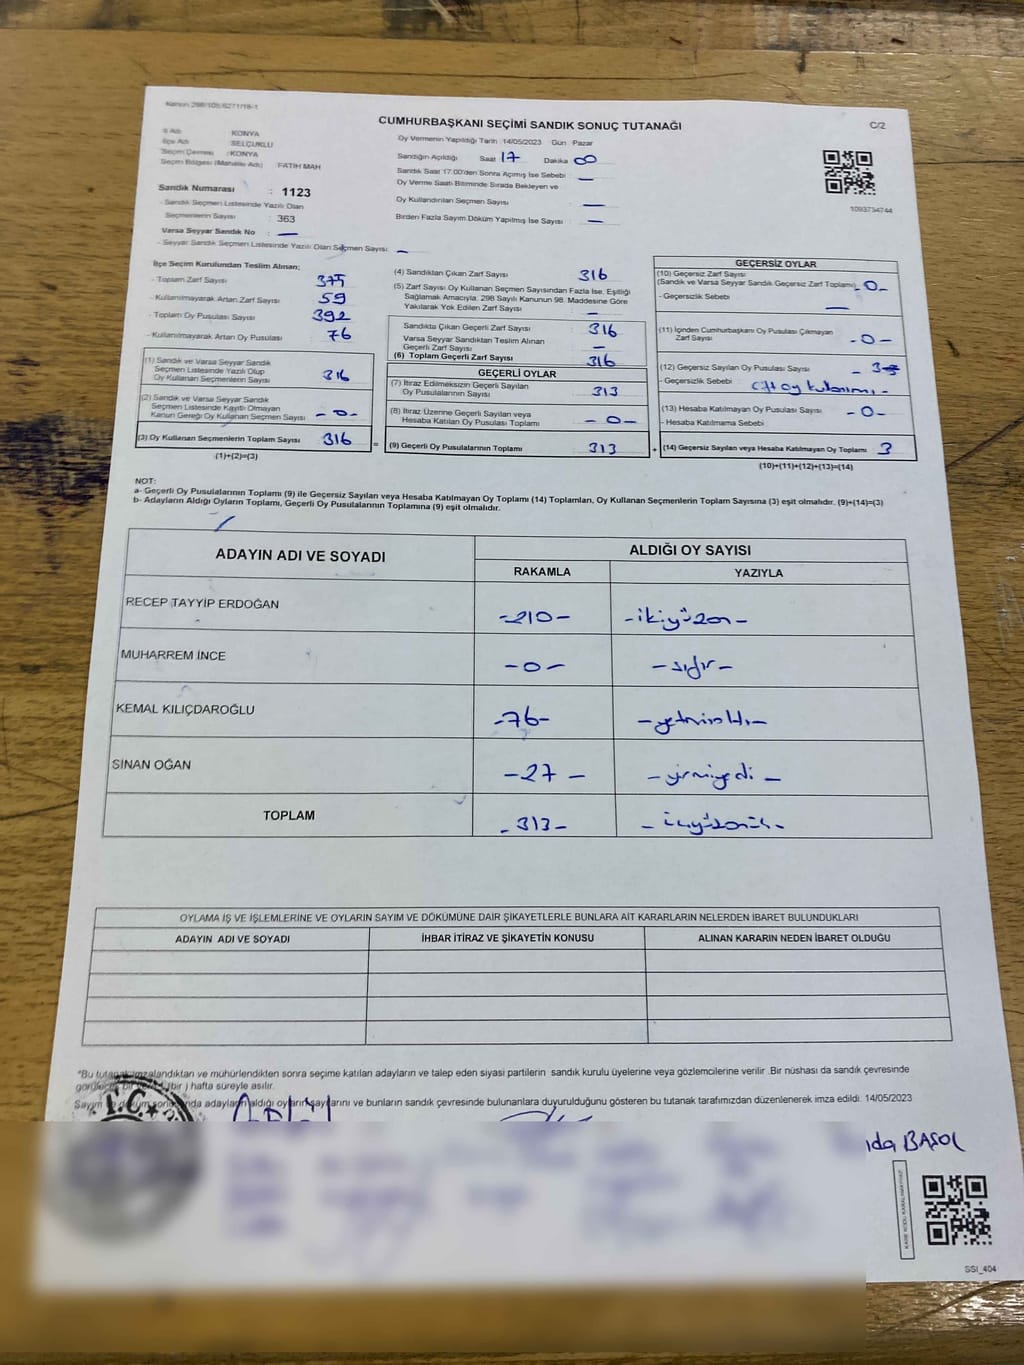 Kanun 298/105/6271/18-1
CUMHURBAŞKANI SEÇİMİ SANDIK SONUÇ TUTANAĞI
C/2
İl Adı : KONYA
İlçe Adı : SELÇUKLU
Seçim Çevresi : KONYA
Seçim Bölgesi (Mahalle Adı) : FATİH MAH
Sandık Numarası : 1123
- Sandık Seçmen Listesinde Yazılı Olan
Seçmenlerin Sayısı : 363
Varsa Seyyar Sandık No : —
- Seyyar Sandık Seçmen Listesinde Yazılı Olan Seçmen Sayısı: —
Oy Vermenin Yapıldığı Tarih : 14/05/2023 Gün Pazar
Sandığın Açıldığı Saat 17 Dakika 00
Sandık Saat 17:00'den Sonra Açılmış İse Sebebi —
Oy Verme Saati Bitiminde Sırada Bekleyen ve
Oy Kullandırılan Seçmen Sayısı —
Birden Fazla Sayım Döküm Yapılmış İse Sayısı —
1093734744
İlçe Seçim Kurulundan Teslim Alınan;
- Toplam Zarf Sayısı 375
- Kullanılmayarak Artan Zarf Sayısı 59
- Toplam Oy Pusulası Sayısı 392
- Kullanılmayarak Artan Oy Pusulası 76
(1) Sandık ve Varsa Seyyar Sandık
Seçmen Listesinde Yazılı Olup
Oy Kullanan Seçmenlerin Sayısı 316
(2) Sandık ve Varsa Seyyar Sandık
Seçmen Listesinde Kayıtlı Olmayan
Kanun Gereği Oy Kullanan Seçmen Sayısı -0-
(3) Oy Kullanan Seçmenlerin Toplam Sayısı 316 =
(1)+(2)=(3)
(4) Sandıktan Çıkan Zarf Sayısı 316
(5) Zarf Sayısı Oy Kullanan Seçmen Sayısından Fazla İse, Eşitliği
Sağlamak Amacıyla, 298 Sayılı Kanunun 98. Maddesine Göre
Yakılarak Yok Edilen Zarf Sayısı —
Sandıkta Çıkan Geçerli Zarf Sayısı 316
Varsa Seyyar Sandıktan Teslim Alınan
Geçerli Zarf Sayısı —
(6) Toplam Geçerli Zarf Sayısı 316
GEÇERLİ OYLAR
(7) İtiraz Edilmeksizin Geçerli Sayılan
Oy Pusulalarının Sayısı 313
(8) İtiraz Üzerine Geçerli Sayılan veya
Hesaba Katılan Oy Pusulası Toplamı -0-
(9) Geçerli Oy Pusulalarının Toplamı 313 +
GEÇERSİZ OYLAR
(10) Geçersiz Zarf Sayısı
(Sandık ve Varsa Seyyar Sandık Geçersiz Zarf Toplamı) -0-
- Geçersizlik Sebebi —
(11) İçinden Cumhurbaşkanı Oy Pusulası Çıkmayan
Zarf Sayısı -0-
(12) Geçersiz Sayılan Oy Pusulası Sayısı - 3
- Geçersizlik Sebebi Çift oy kullanımı -
(13) Hesaba Katılmayan Oy Pusulası Sayısı -0-
- Hesaba Katılmama Sebebi
(14) Geçersiz Sayılan veya Hesaba Katılmayan Oy Toplamı 3
(10)+(11)+(12)+(13)=(14)
NOT:
a- Geçerli Oy Pusulalarının Toplamı (9) ile Geçersiz Sayılan veya Hesaba Katılmayan Oy Toplamı (14) Toplamları, Oy Kullanan Seçmenlerin Toplam Sayısına (3) eşit olmalıdır. (9)+(14)=(3)
b- Adayların Aldığı Oyların Toplamı, Geçerli Oy Pusulalarının Toplamına (9) eşit olmalıdır.
ADAYIN ADI VE SOYADI
ALDIĞI OY SAYISI
RAKAMLA
YAZIYLA
RECEP TAYYİP ERDOĞAN -210- -ikiyüzon-
MUHARREM İNCE -0- -sıfır-
KEMAL KILIÇDAROĞLU -76- -yetmişaltı-
SİNAN OĞAN -27- -yirmiyedi-
TOPLAM -313- -üçyüzonüç-
OYLAMA İŞ VE İŞLEMLERİNE VE OYLARIN SAYIM VE DÖKÜMÜNE DAİR ŞİKAYETLERLE BUNLARA AİT KARARLARIN NELERDEN İBARET BULUNDUKLARI
ADAYIN ADI VE SOYADI
İHBAR İTİRAZ VE ŞİKAYETİN KONUSU
ALINAN KARARIN NEDEN İBARET OLDUĞU
*Bu tutanak imzalandıktan ve mühürlendikten sonra seçime katılan adayların ve talep eden siyasi partilerin sandık kurulu üyelerine veya gözlemcilerine verilir .Bir nüshası da sandık çevresinde
görülecek bir yere 1 (bir ) hafta süreyle asılır.
Sayım ve döküm sonucunda adayların aldığı oyların sayılarını ve bunların sandık çevresinde bulunanlara duyurulduğunu gösteren bu tutanak tarafımızdan düzenlenerek imza edildi: 14/05/2023
T.C.
BAŞOL
SSI_404